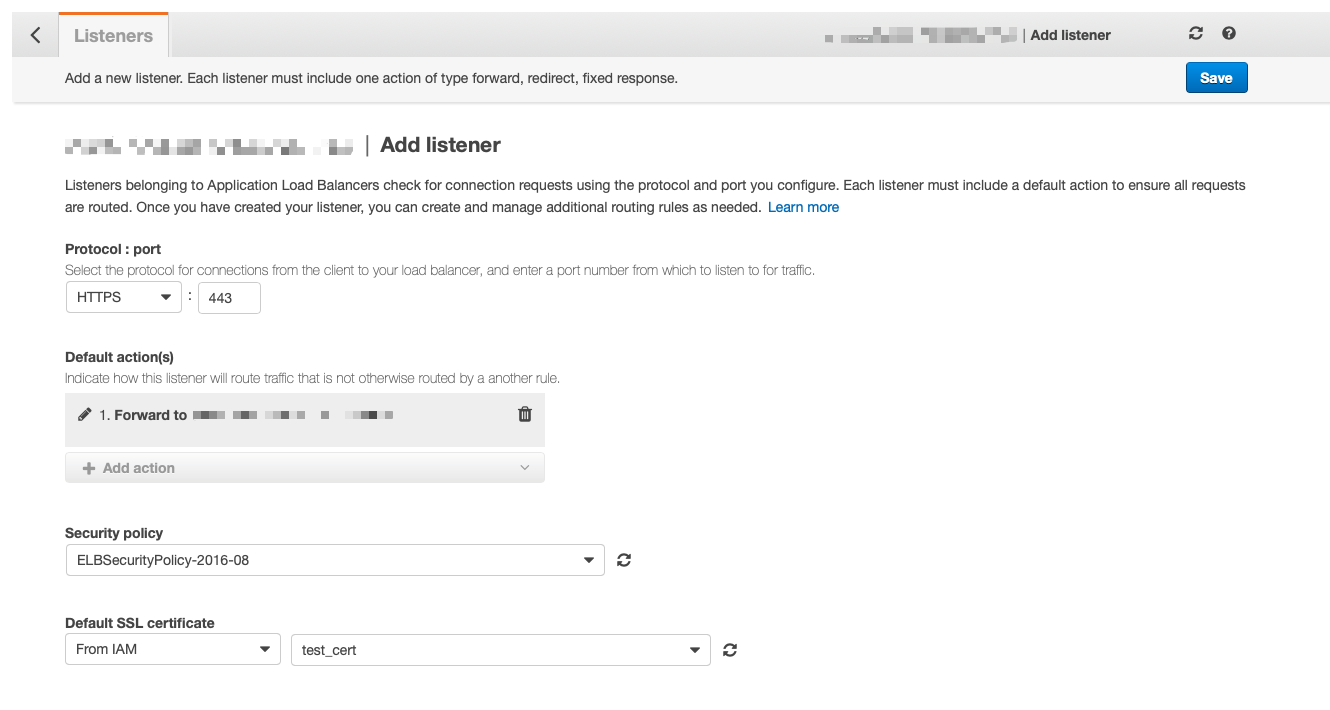 Listeners
| Add listener
Add a new listener. Each listener must include one action of type forward, redirect, fixed response.
Save
| Add listener
Listeners belonging to Application Load Balancers check for connection requests using the protocol and port you configure. Each listener must include a default action to ensure all requests
are routed. Once you have created your listener, you can create and manage additional routing rules as needed. Learn more
Protocol : port
Select the protocol for connections from the client to your load balancer, and enter a port number from which to listen to for traffic.
HTTPS : 443
Default action(s)
Indicate how this listener will route traffic that is not otherwise routed by a another rule.
1. Forward to
Add action
Security policy
ELBSecurityPolicy-2016-08
Default SSL certificate
From IAM test_cert